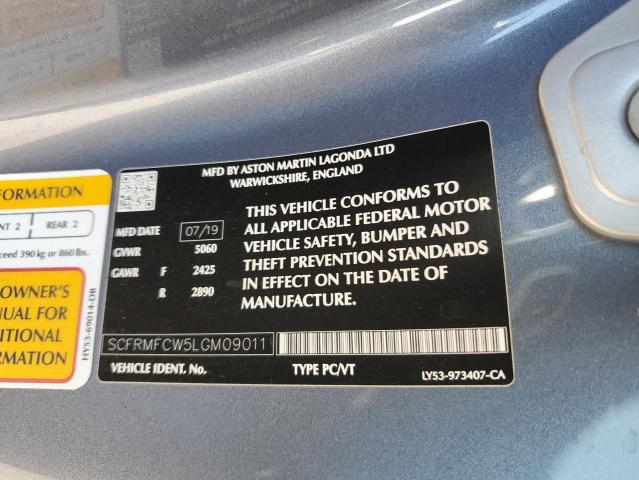 MFD BY ASTON MARTIN LAGONDA LTD
WARWICKSHIRE, ENGLAND
MFD DATE 07/19
GVWR 5060
GAWR F 2425
R 2890
THIS VEHICLE CONFORMS TO
ALL APPLICABLE FEDERAL MOTOR
VEHICLE SAFETY, BUMPER AND
THEFT PREVENTION STANDARDS
IN EFFECT ON THE DATE OF
MANUFACTURE.
SCFRMFCW5LGM09011
VEHICLE IDENT. No. TYPE PC/VT LY53-973407-CA
FORMATION
NT 2 REAR 2
ceed 390 kg or 860 lbs.
OWNER'S
NUAL FOR
ITIONAL
RMATION
HY53-69014-DB